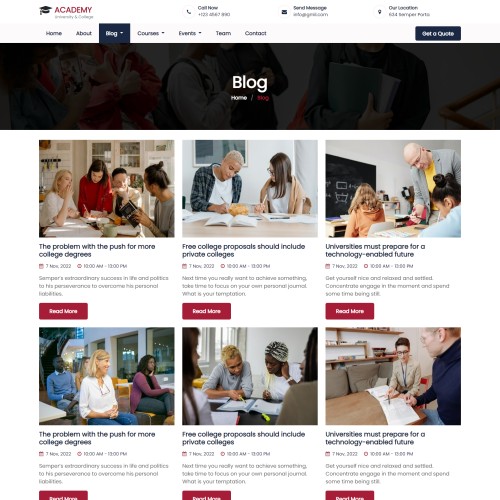 ACADEMY
University & College
Call Now
+123 4567 890
Send Message
Our Location
534 Semper Porta
Home
About
Blog
Courses
Events
Team
Contact
Get a Quote
Blog
Home / Blog
The problem with the push for more
college degrees
7 Nov, 2022 10:00 AM - 13:00 PM
Semper's extraordinary success in life and politics
to his perseverance to overcome his personal
liabilities.
Read More
Free college proposals should include
private colleges
7 Nov, 2022 10:00 AM - 13:00 PM
Next time you really want to achieve something,
take time to focus on your own personal journal.
What is your temptation.
Read More
Universities must prepare for a
technology-enabled future
7 Nov, 2022 10:00 AM - 13:00 PM
Get yourself nice and relaxed and settled.
Concentrate engage in the moment and spend
some time being still.
Read More
The problem with the push for more
college degrees
7 Nov, 2022 10:00 AM - 13:00 PM
Semper's extraordinary success in life and politics
to his perseverance to overcome his personal
liabilities.
Read More
Free college proposals should include
private colleges
7 Nov, 2022 10:00 AM - 13:00 PM
Next time you really want to achieve something,
take time to focus on your own personal journal.
What is your temptation.
Read More
Universities must prepare for a
technology-enabled future
7 Nov, 2022 10:00 AM - 13:00 PM
Get yourself nice and relaxed and settled.
Concentrate engage in the moment and spend
some time being still.
Read More